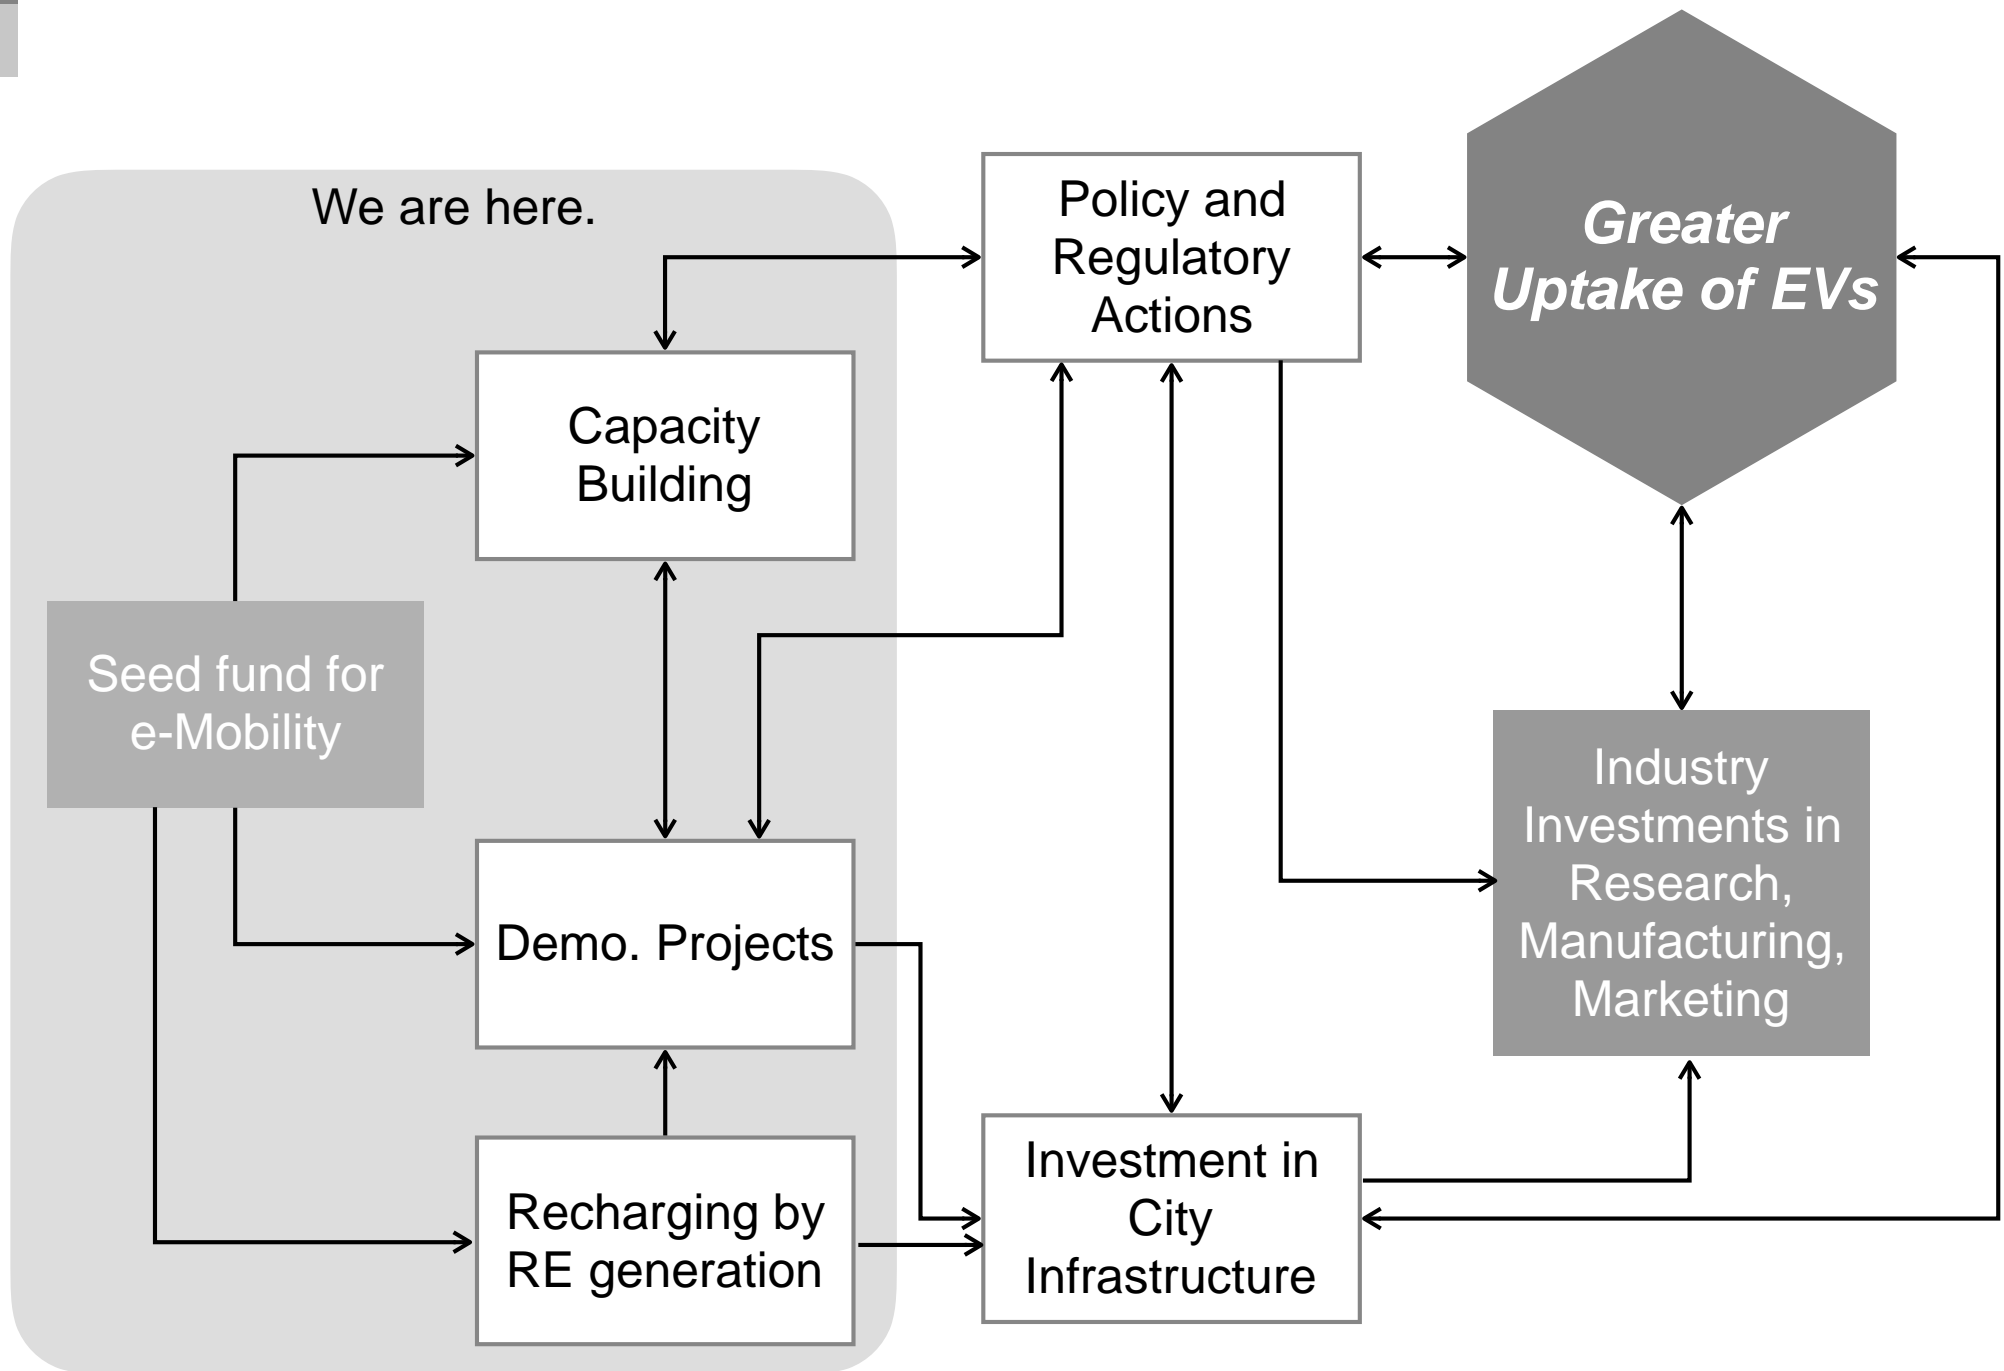 We are here.
Policy and
Regulatory
Actions
Greater
Uptake of EVs
Capacity
Building
Seed fund for
e-Mobility
Industry
Investments in
Research,
Manufacturing,
Marketing
Demo. Projects
Recharging by
RE generation
Investment in
City
Infrastructure